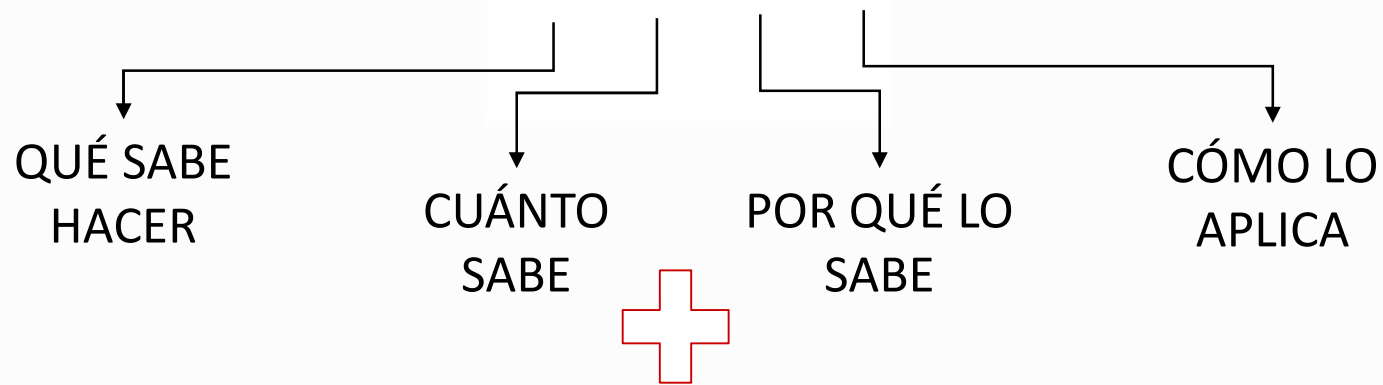 QUÉ SABE
HACER
CUÁNTO
SABE
POR QUÉ LO
SABE
CÓMO LO
APLICA